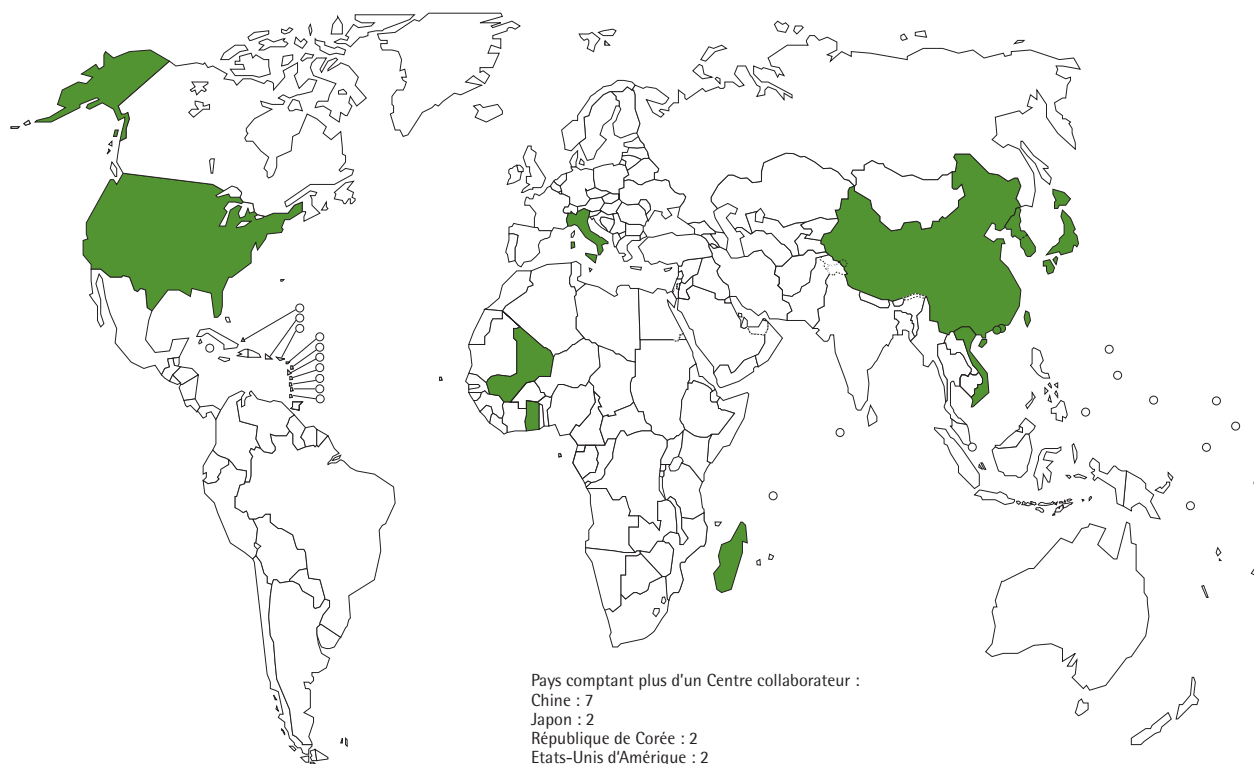 Pays comptant plus d'un Centre collaborateur :
Chine : 7
Japon : 2
République de Corée : 2
Etats-Unis d'Amérique : 2